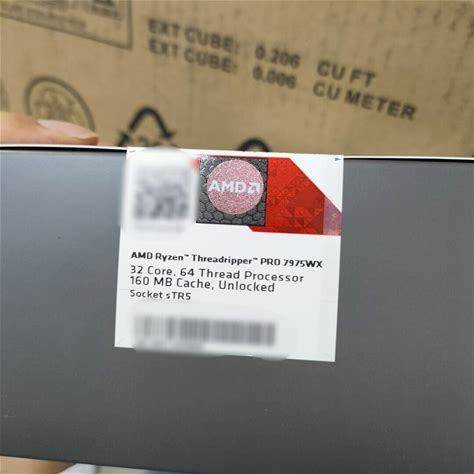 EXT CUBE: 0.206 CU FT
EXT CUBE: 0.006 CU METER
AMD
AMD Ryzen™ Threadripper™ PRO 7975WX
32 Core, 64 Thread Processor
160 MB Cache, Unlocked
Socket sTR5